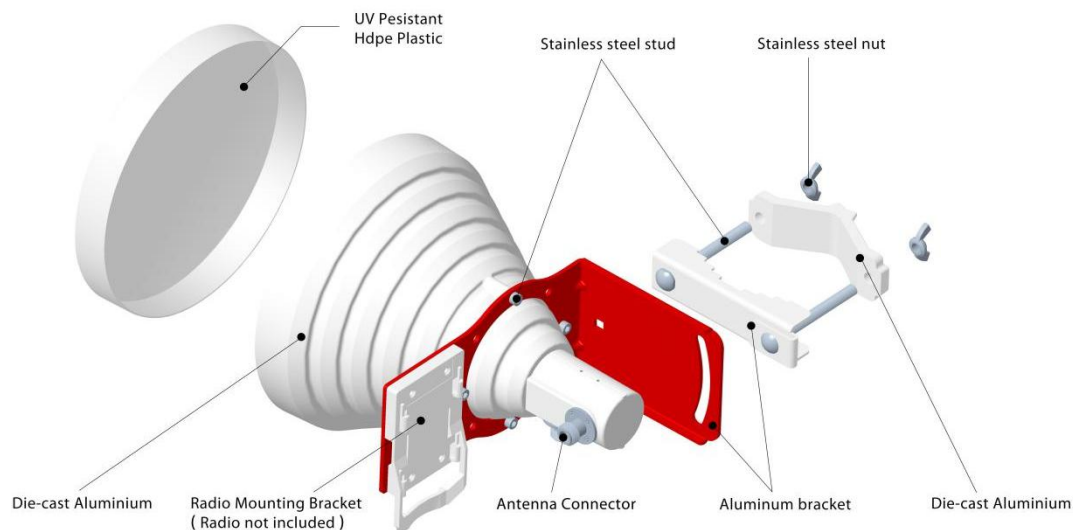 UV Pesistant
Hdpe Plastic
Stainless steel stud
Stainless steel nut
Die-cast Aluminium
Radio Mounting Bracket
( Radio not included )
Antenna Connector
Aluminum bracket
Die-cast Aluminium